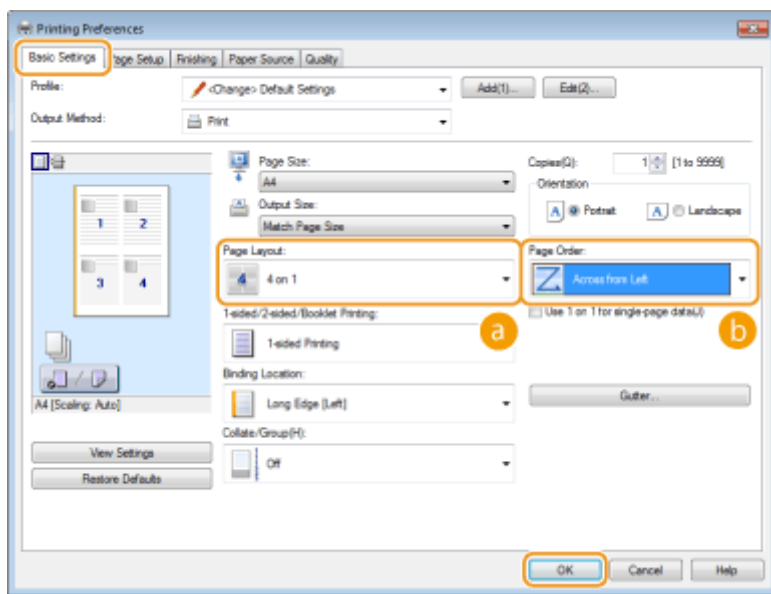 Printing Preferences
Basic Settings Page Setup Finishing Paper Source Quality
Profile: <Change> Default Settings Add(1)... Edit(2)...
Output Method: Print
Page Size: Copies(Q): 1 [1 to 9999]
A4 Orientation
Output Size: A Portrait A Landscape
Match Page Size
1 2
3 4
Page Layout: Page Order:
4 4 on 1 Across from Left
a b
1-sided/2-sided/Booklet Printing: Use 1 on 1 for single-page data(J)
1-sided Printing
Binding Location:
A4 [Scaling: Auto] Long Edge [Left] Gutter...
Collate/Group(H):
View Settings Off
Restore Defaults
OK Cancel Help